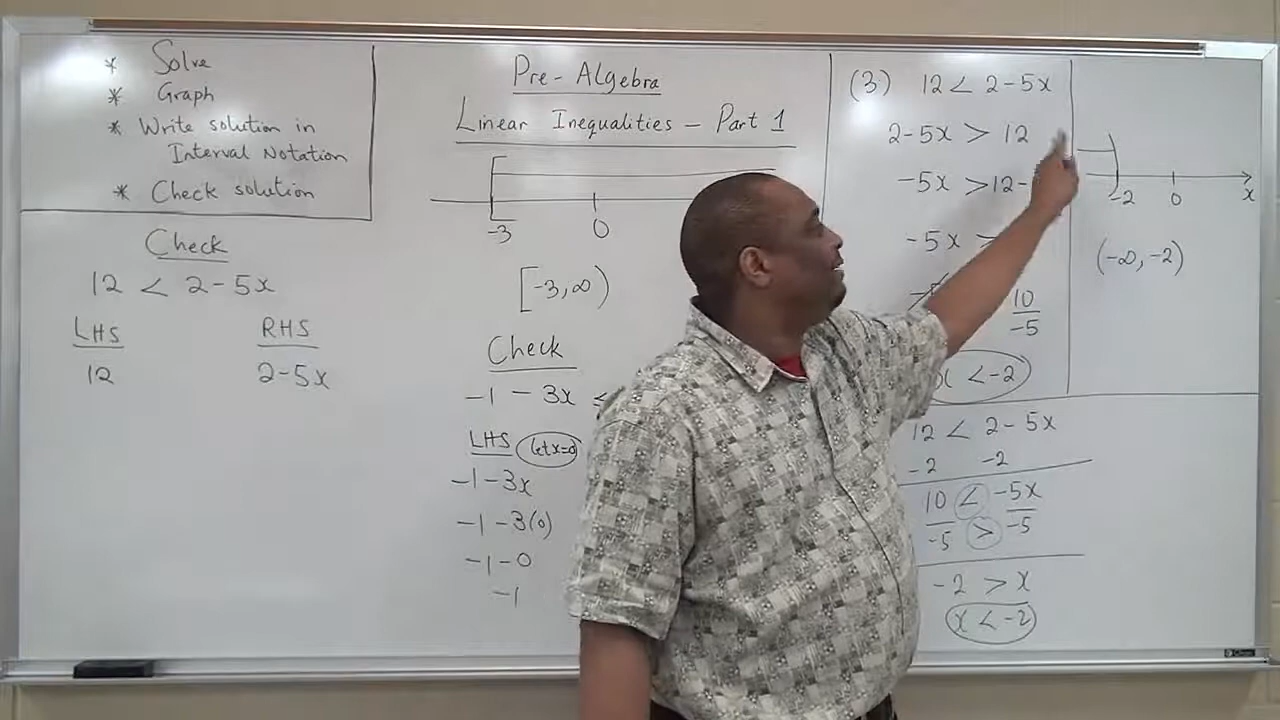 * Solve
* Graph
* Write solution in
Interval Notation
* Check solution
Check
12 < 2 - 5x
LHS RHS
12 2-5x
Pre-Algebra
Linear Inequalities - Part 1
-3 0
[-3, ∞)
Check
-1 - 3x ≤
LHS (let x=0)
-1-3x
-1-3(0)
-1-0
-1
(3) 12 < 2-5x
2-5x > 12
-5x > 12-
-5x >
10
-5
x < -2
12 < 2-5x
-2 -2
10 < -5x
-5 > -5
-2 > x
x < -2
-2 0 x
(-∞, -2)